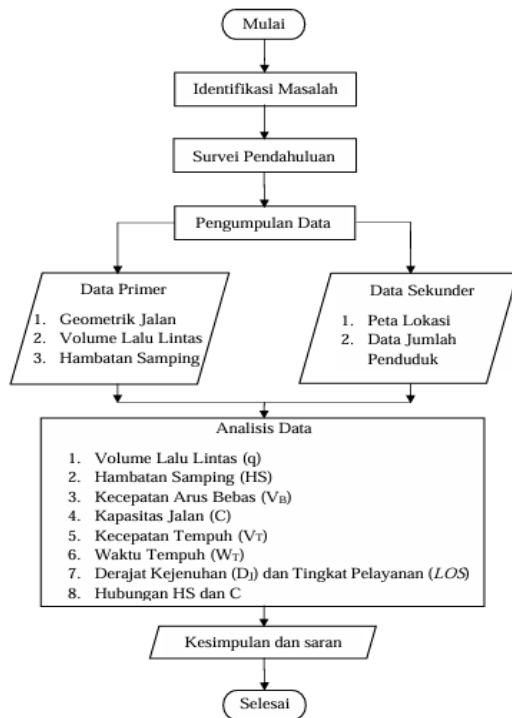 Mulai
Identifikasi Masalah
Survei Pendahuluan
Pengumpulan Data
Data Primer
1. Geometrik Jalan
2. Volume Lalu Lintas
3. Hambatan Samping
Data Sekunder
1. Peta Lokasi
2. Data Jumlah
Penduduk
Analisis Data
1. Volume Lalu Lintas (q)
2. Hambatan Samping (HS)
3. Kecepatan Arus Bebas (VB)
4. Kapasitas Jalan (C)
5. Kecepatan Tempuh (VT)
6. Waktu Tempuh (WT)
7. Derajat Kejenuhan (DJ) dan Tingkat Pelayanan (LOS)
8. Hubungan HS dan C
Kesimpulan dan saran
Selesai